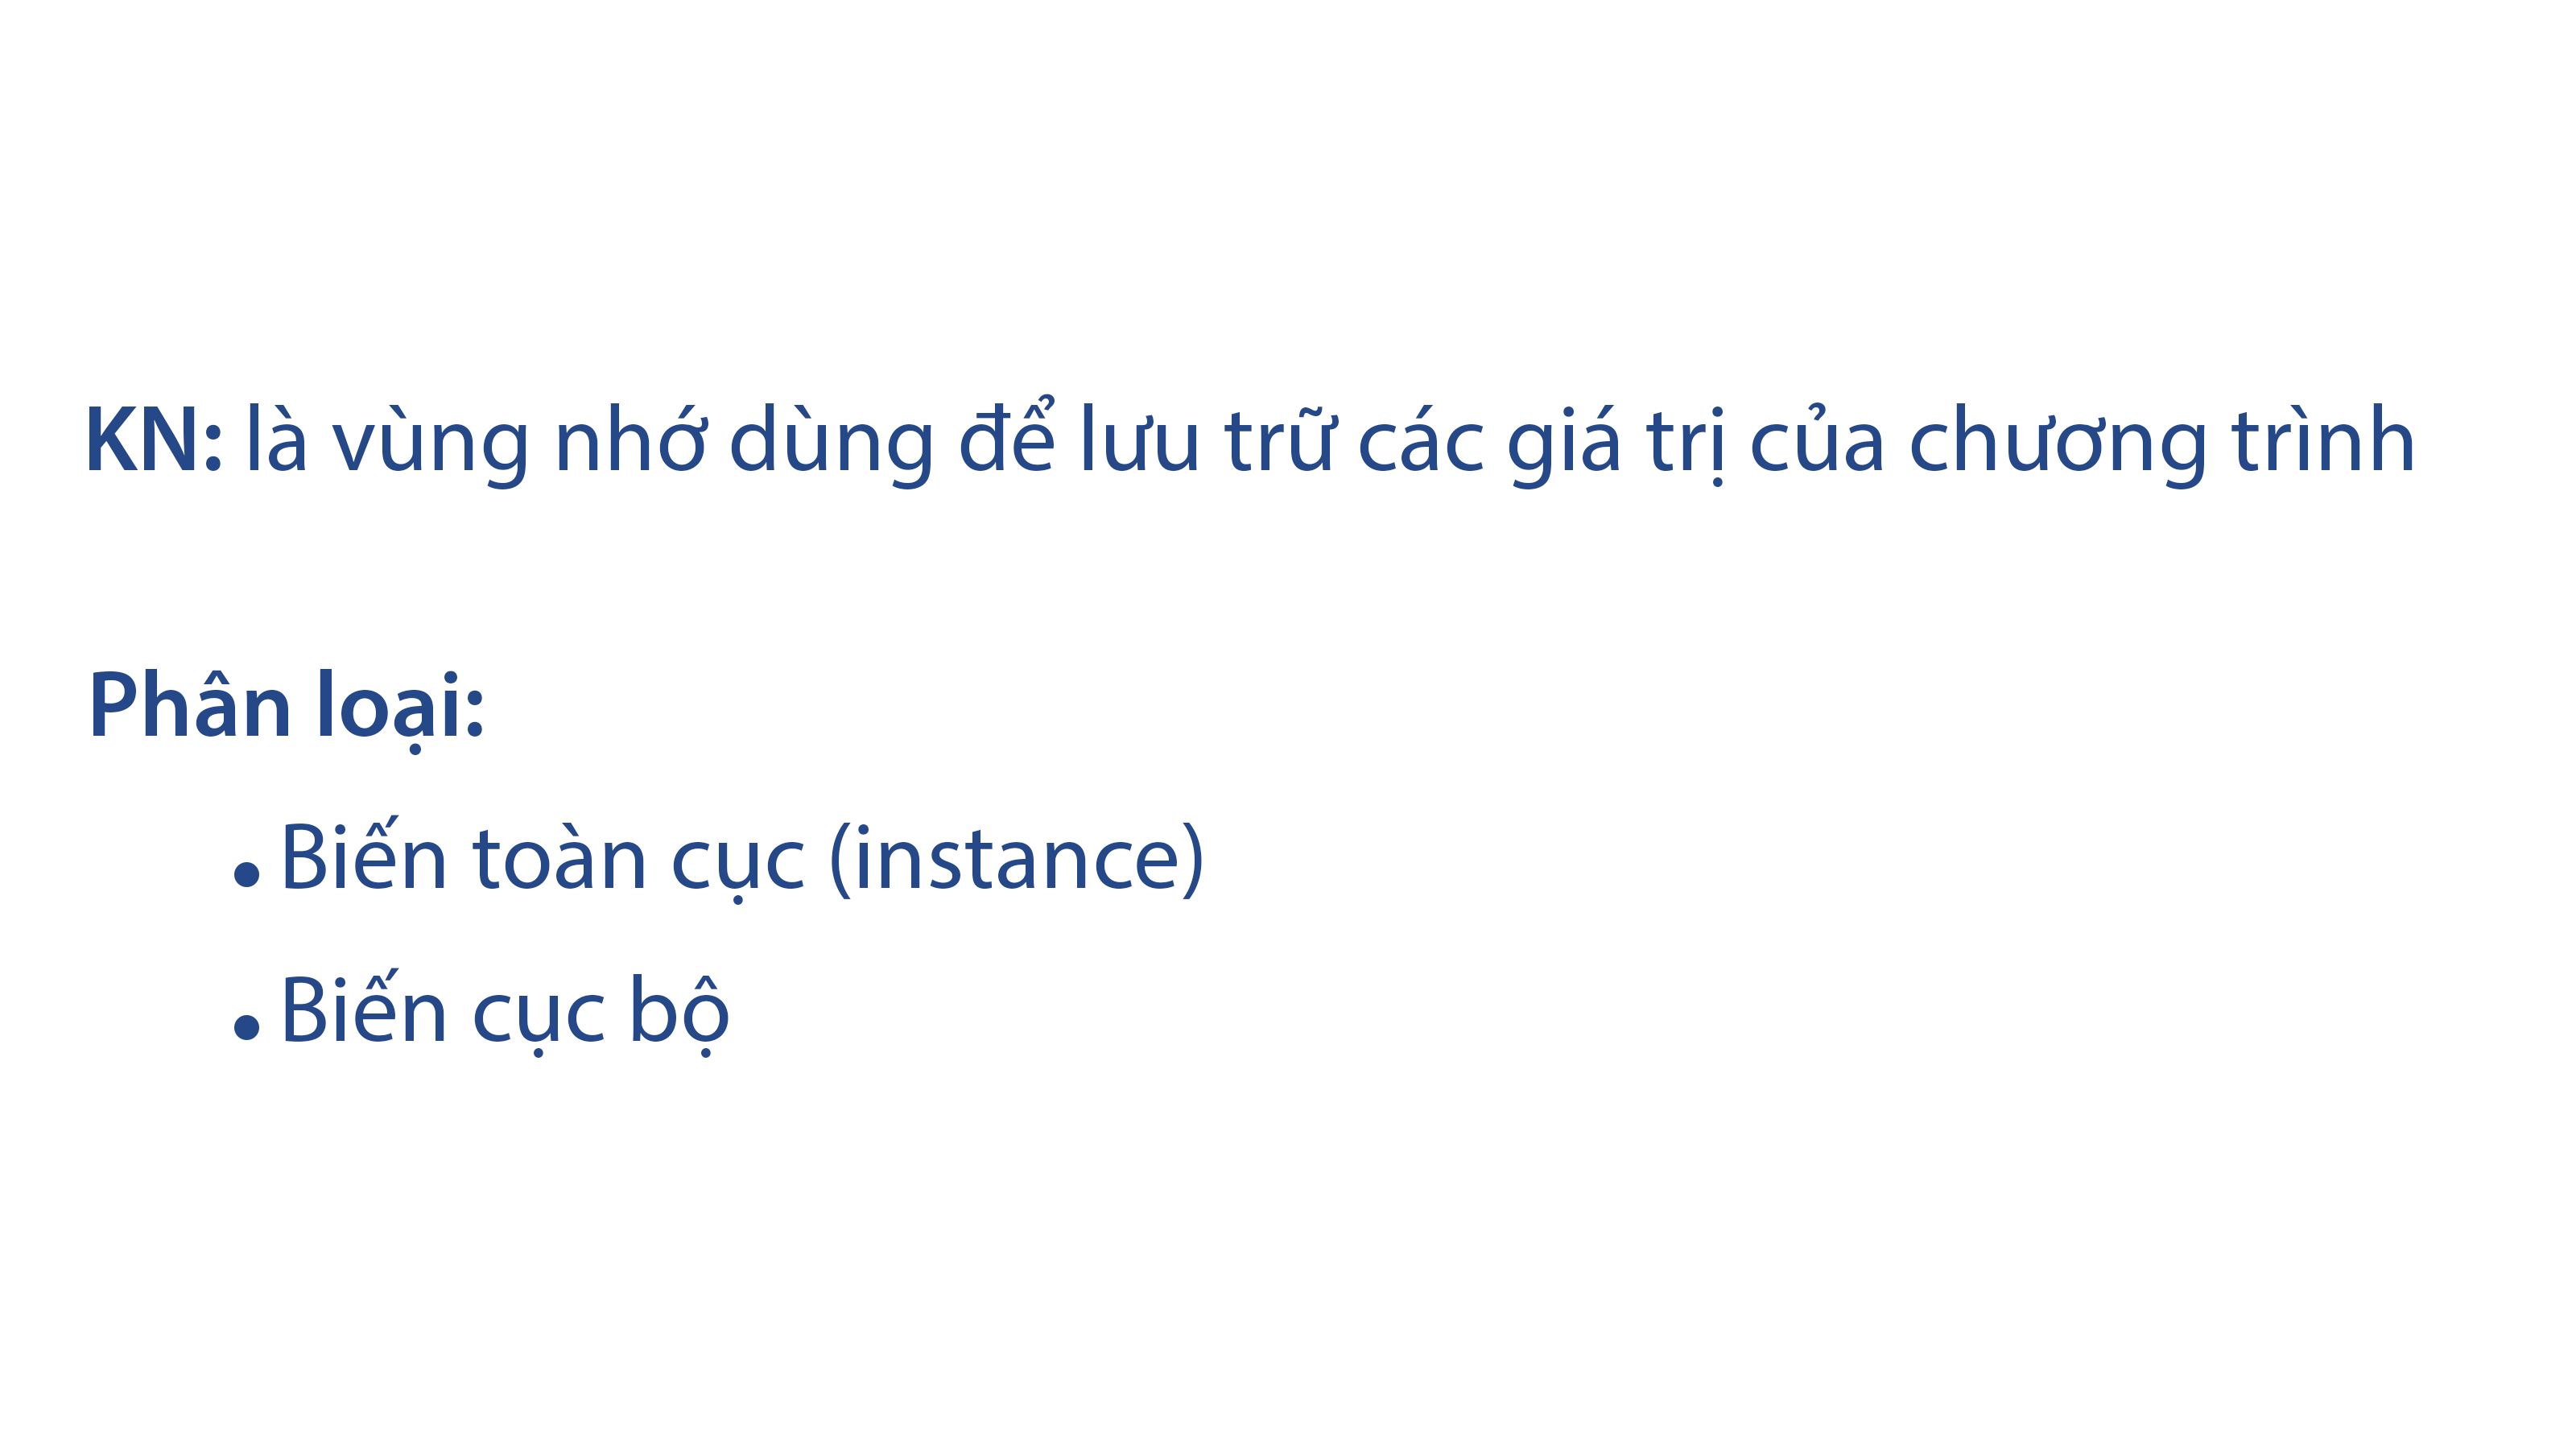 KN: là vùng nhớ dùng để lưu trữ các giá trị của chương trình
Phân loại:
• Biến toàn cục (instance)
• Biến cục bộ